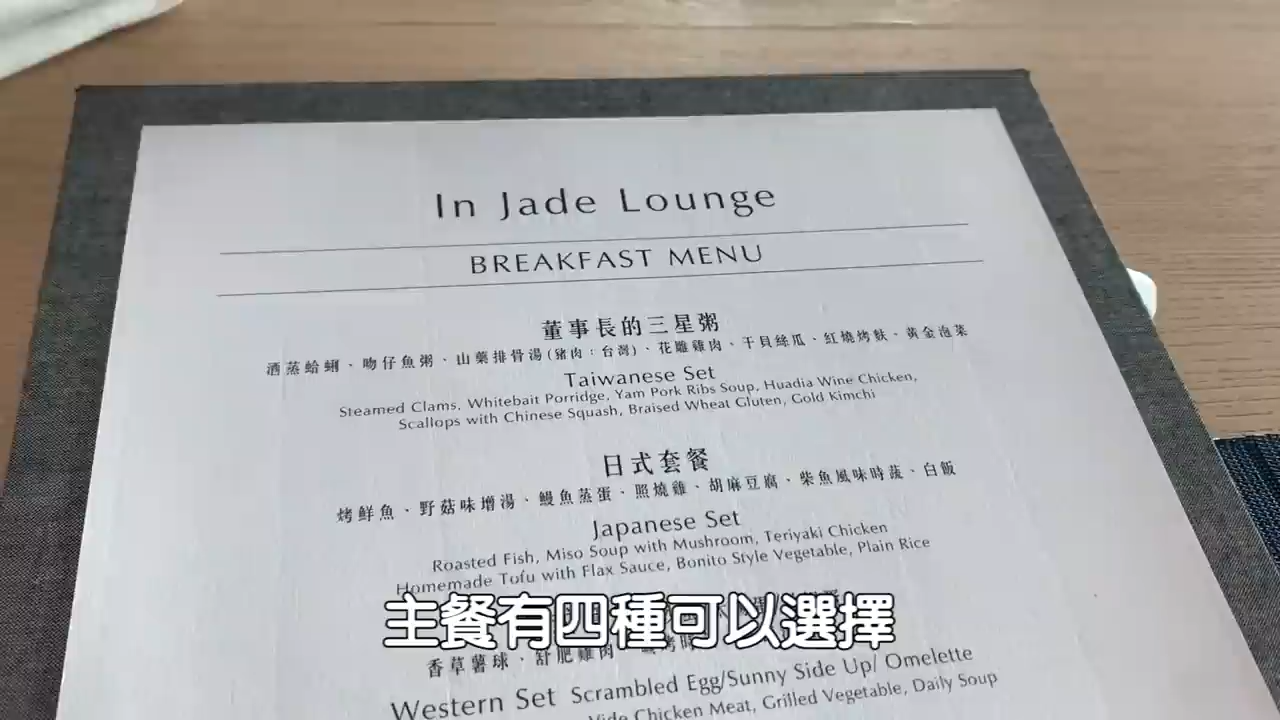 In Jade Lounge
BREAKFAST MENU
董事長的三星粥
酒蒸蛤蜊、吻仔魚粥、山藥排骨湯(豬肉:台灣)、花雕雞肉、干貝絲瓜、紅燒烤麩、黃金泡菜
Taiwanese Set
Steamed Clams, Whitebait Porridge, Yam Pork Ribs Soup, Huadia Wine Chicken,
Scallops with Chinese Squash, Braised Wheat Gluten, Gold Kimchi
日式套餐
烤鮮魚、野菇味增湯、鰻魚蒸蛋、照燒雞、胡麻豆腐、柴魚風味時蔬、白飯
Japanese Set
Roasted Fish, Miso Soup with Mushroom, Teriyaki Chicken
Homemade Tofu with Flax Sauce, Bonito Style Vegetable, Plain Rice
主餐有四種可以選擇
香草薯球、舒肥雞肉
Western Set Scrambled Egg/Sunny Side Up/ Omelette
Vide Chicken Meat, Grilled Vegetable, Daily Soup